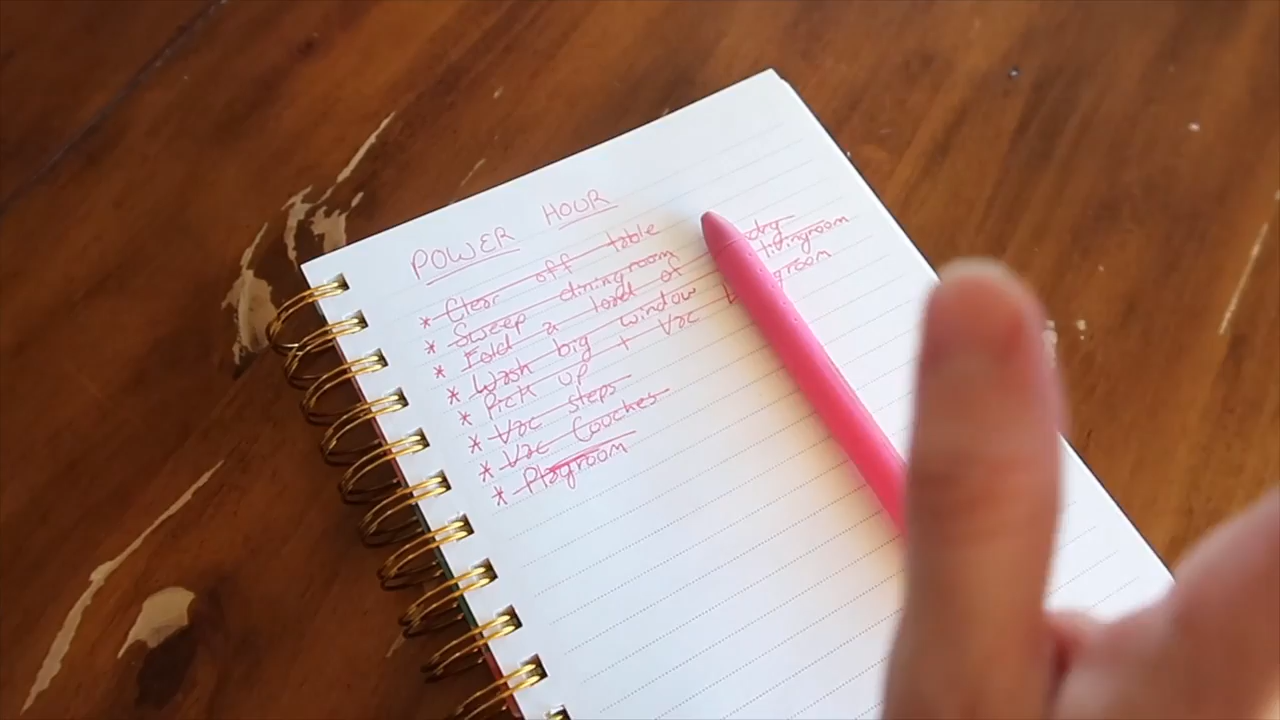 POWER HOUR
* Clear off table
* Sweep diningroom
* Fold a load of
* Wash big window livingroom
* Pick up + Vac
* Vac steps
* Vac Couches
* Playroom